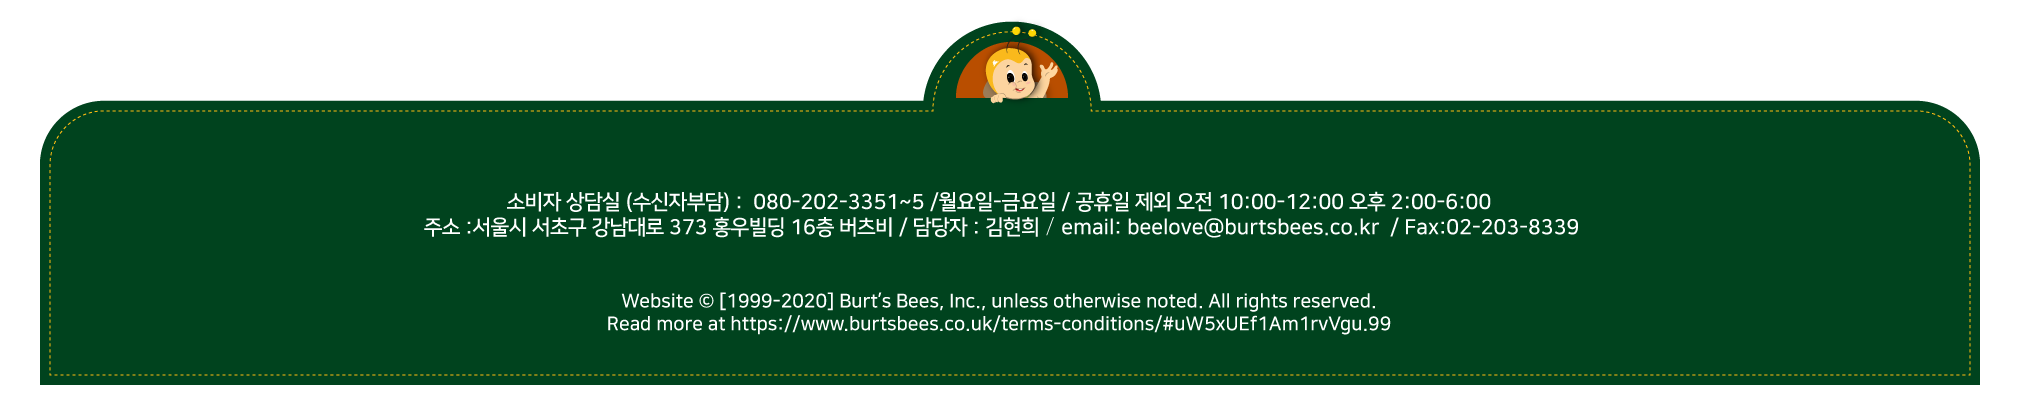 소비자 상담실 (수신자부담) : 080-202-3351~5 /월요일-금요일 / 공휴일 제외 오전 10:00-12:00 오후 2:00-6:00
주소 :서울시 서초구 강남대로 373 홍우빌딩 16층 버츠비 / 담당자 : 김현희 / email: beelove@burtsbees.co.kr / Fax:02-203-8339
Website © [1999-2020] Burt's Bees, Inc., unless otherwise noted. All rights reserved.
Read more at https://www.burtsbees.co.uk/terms-conditions/#uW5xUEf1Am1rvVgu.99